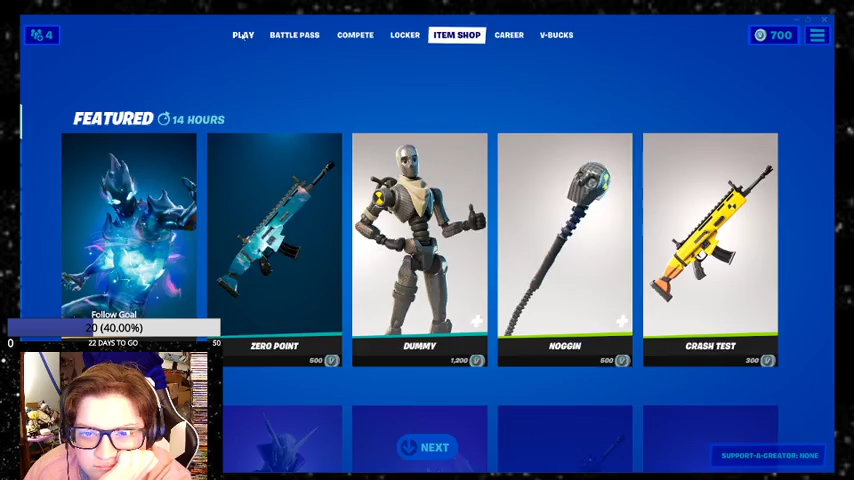 4
PLAY
BATTLE PASS
COMPETE
LOCKER
ITEM SHOP
CAREER
V-BUCKS
700
FEATURED 14 HOURS
ZERO POINT
500
DUMMY
1,200
NOGGIN
500
CRASH TEST
300
Follow Goal
20 (40.00%)
0
22 DAYS TO GO
50
NEXT
SUPPORT-A-CREATOR: NONE